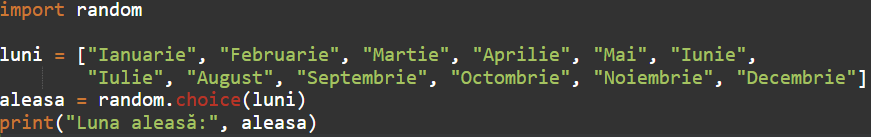 import random

luni = ["Ianuarie", "Februarie", "Martie", "Aprilie", "Mai", "Iunie",
        "Iulie", "August", "Septembrie", "Octombrie", "Noiembrie", "Decembrie"]
aleasa = random.choice(luni)
print("Luna aleasă:", aleasa)